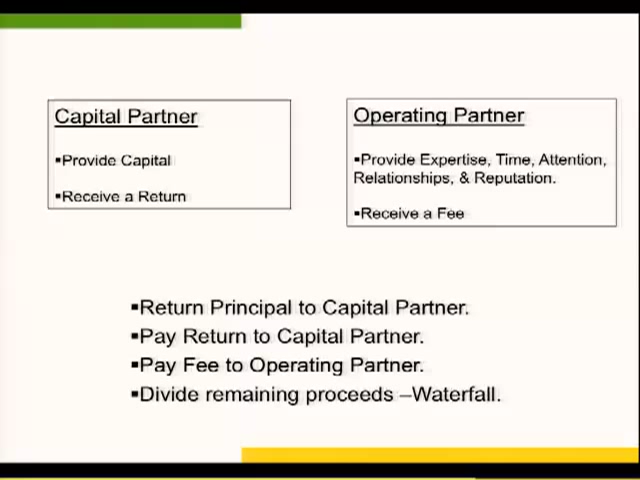 Capital Partner
▪Provide Capital
▪Receive a Return
Operating Partner
▪Provide Expertise, Time, Attention,
Relationships, & Reputation.
▪Receive a Fee
▪Return Principal to Capital Partner.
▪Pay Return to Capital Partner.
▪Pay Fee to Operating Partner.
▪Divide remaining proceeds –Waterfall.